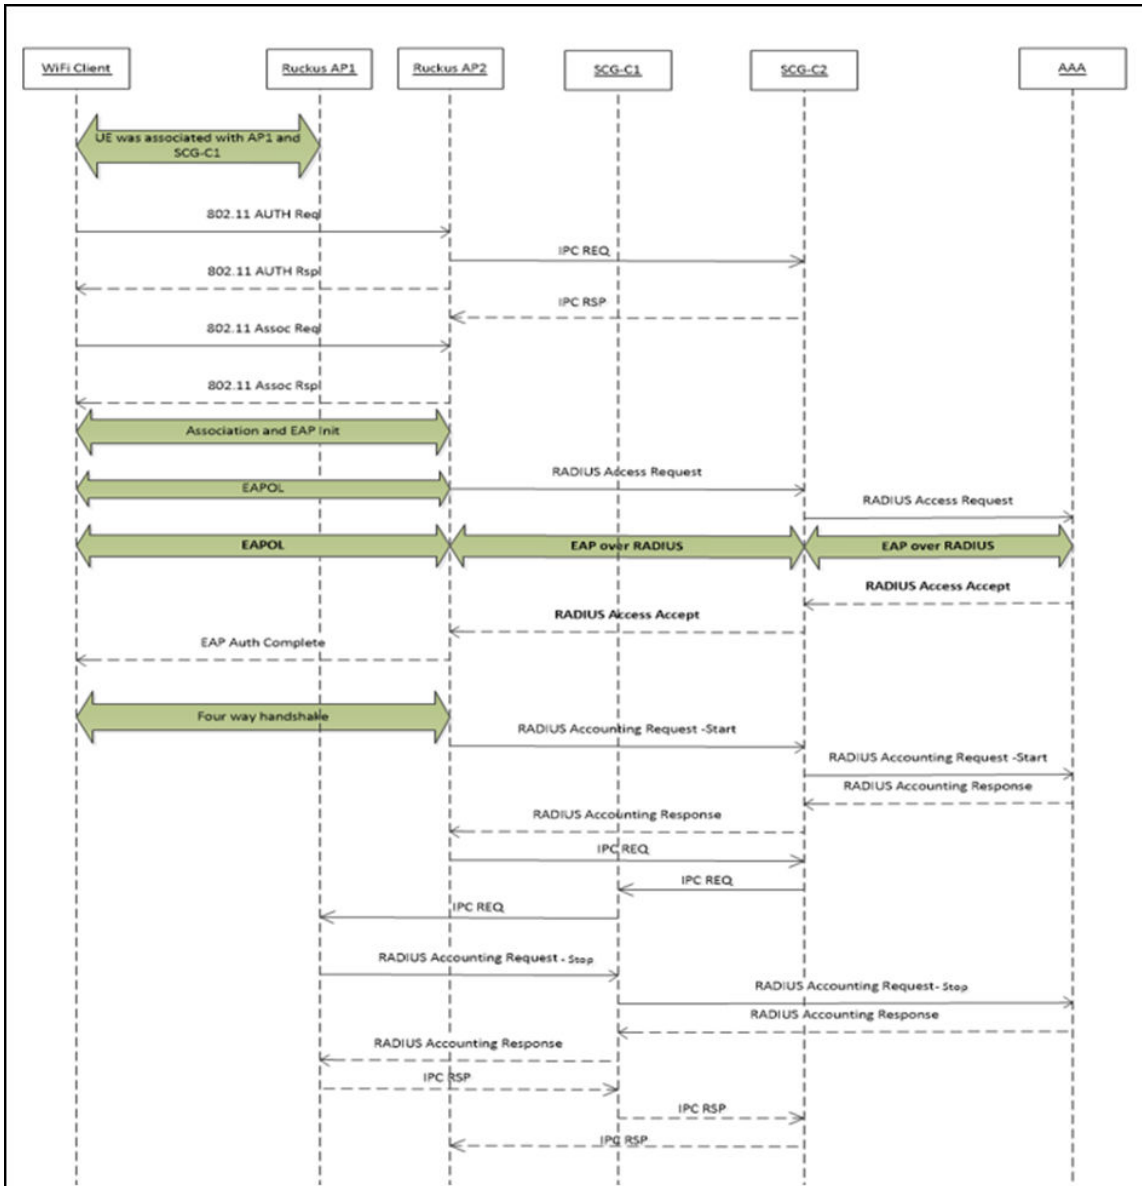 WiFi Client
Ruckus AP1
Ruckus AP2
SCG-C1
SCG-C2
AAA
UE was associated with AP1 and
SCG-C1
802.11 AUTH Reql
IPC REQ
802.11 AUTH Rspl
IPC RSP
802.11 Assoc Reql
802.11 Assoc Rspl
Association and EAP Init
RADIUS Access Request
EAPOL
RADIUS Access Request
EAPOL
EAP over RADIUS
EAP over RADIUS
RADIUS Access Accept
RADIUS Access Accept
EAP Auth Complete
Four way handshake
RADIUS Accounting Request -Start
RADIUS Accounting Request -Start
RADIUS Accounting Response
RADIUS Accounting Response
IPC REQ
IPC REQ
IPC REQ
RADIUS Accounting Request - Stop
RADIUS Accounting Request- Stop
RADIUS Accounting Response
RADIUS Accounting Response
IPC RSP
IPC RSP
IPC RSP